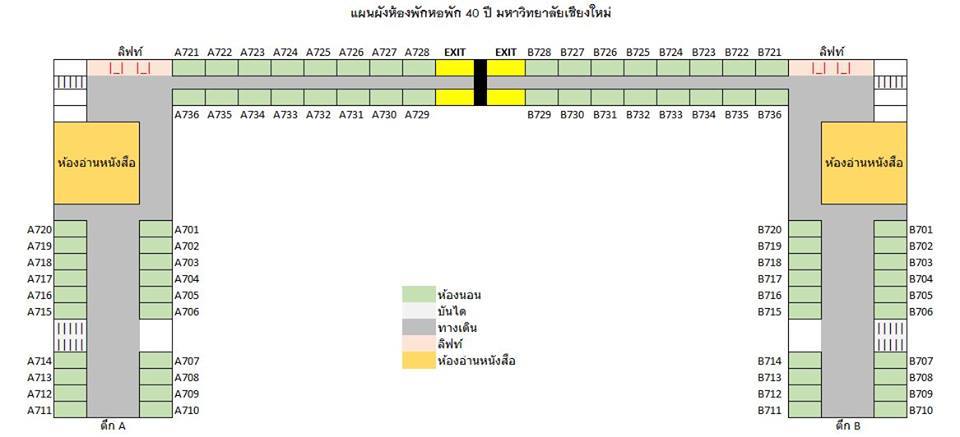 แผนผังห้องพักหอพัก 40 ปี มหาวิทยาลัยเชียงใหม่
ลิฟท์ A721 A722 A723 A724 A725 A726 A727 A728 EXIT EXIT B728 B727 B726 B725 B724 B723 B722 B721 ลิฟท์
A736 A735 A734 A733 A732 A731 A730 A729 B729 B730 B731 B732 B733 B734 B735 B736
ห้องอ่านหนังสือ ห้องอ่านหนังสือ
A720 A701 B720 B701
A719 A702 B719 B702
A718 A703 B718 B703
A717 A704 B717 B704
A716 A705 B716 B705
A715 A706 B715 B706
ห้องนอน
บันได
ทางเดิน
ลิฟท์
ห้องอ่านหนังสือ
A714 A707 B714 B707
A713 A708 B713 B708
A712 A709 B712 B709
A711 A710 B711 B710
ตึก A ตึก B